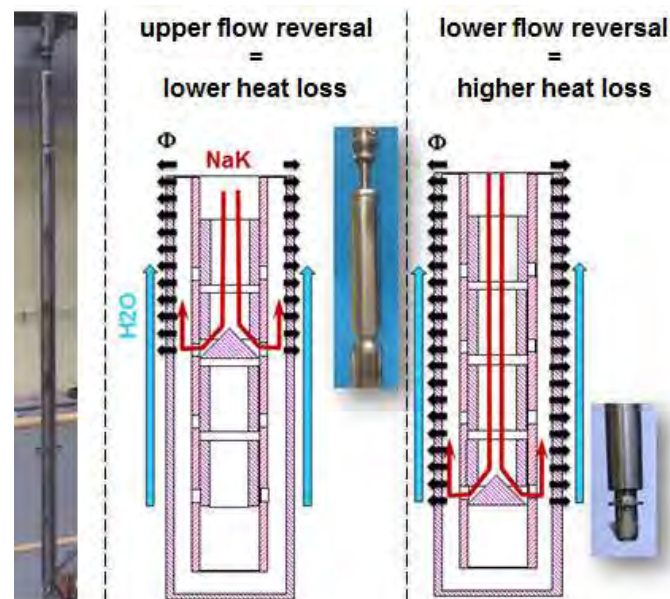 upper flow reversal
=
lower heat loss
lower flow reversal
=
higher heat loss
Φ
NaK
Φ
H2O